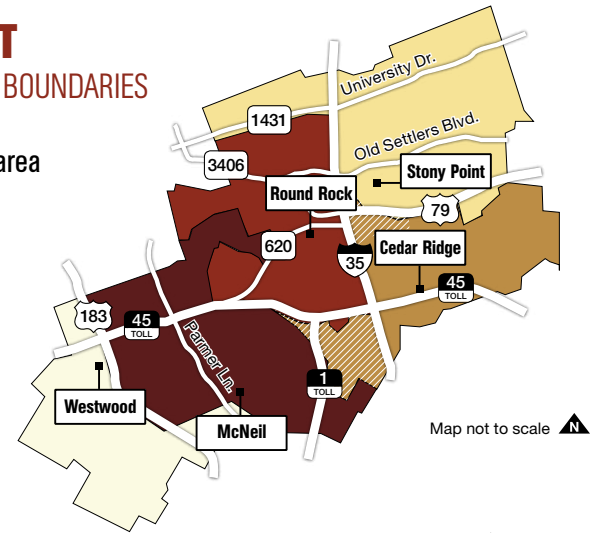 T
BOUNDARIES
area
University Dr.
1431
Old Settlers Blvd.
3406
Stony Point
Round Rock
79
620
Cedar Ridge
35
45
TOLL
183
45
TOLL
Parmer Ln.
1
TOLL
Westwood
McNeil
Map not to scale N